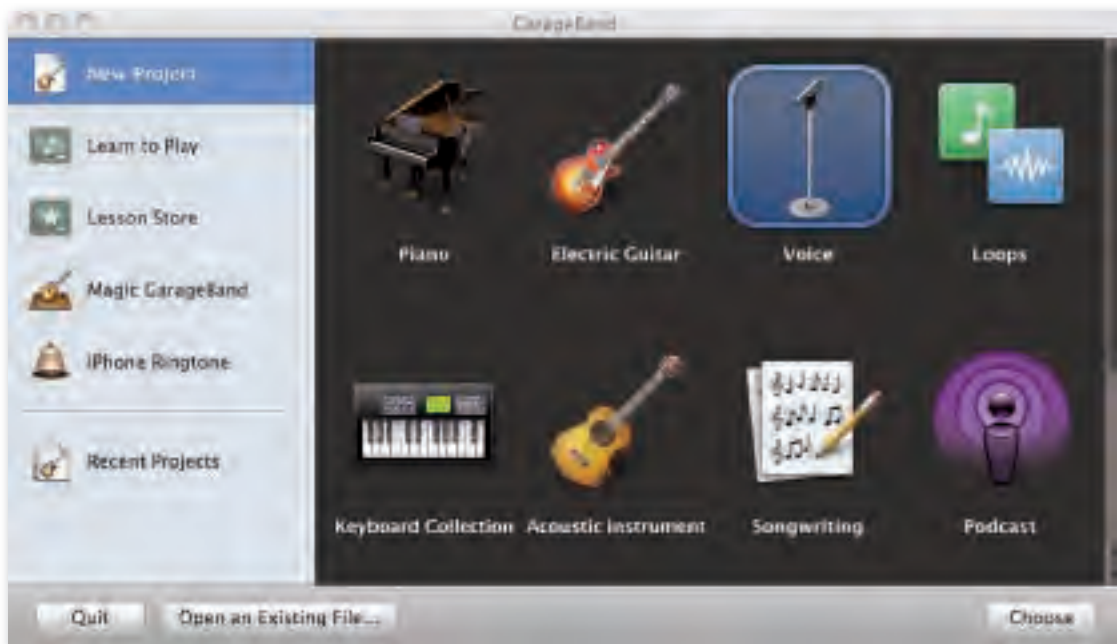 GarageBand
New Project
Learn to Play
Lesson Store
Magic GarageBand
iPhone Ringtone
Recent Projects
Piano
Electric Guitar
Voice
Loops
Keyboard Collection
Acoustic Instrument
Songwriting
Podcast
Quit
Open an Existing File...
Choose